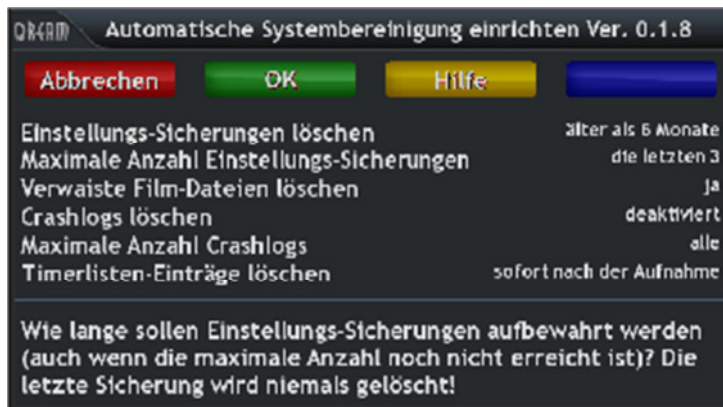 QBEAM Automatische Systembereinigung einrichten Ver. 0.1.8
Abbrechen OK Hilfe
Einstellungs-Sicherungen löschen älter als 6 Monate
Maximale Anzahl Einstellungs-Sicherungen die letzten 3
Verwaiste Film-Dateien löschen ja
Crashlogs löschen deaktiviert
Maximale Anzahl Crashlogs alle
Timerlisten-Einträge löschen sofort nach der Aufnahme
Wie lange sollen Einstellungs-Sicherungen aufbewahrt werden
(auch wenn die maximale Anzahl noch nicht erreicht ist)? Die
letzte Sicherung wird niemals gelöscht!